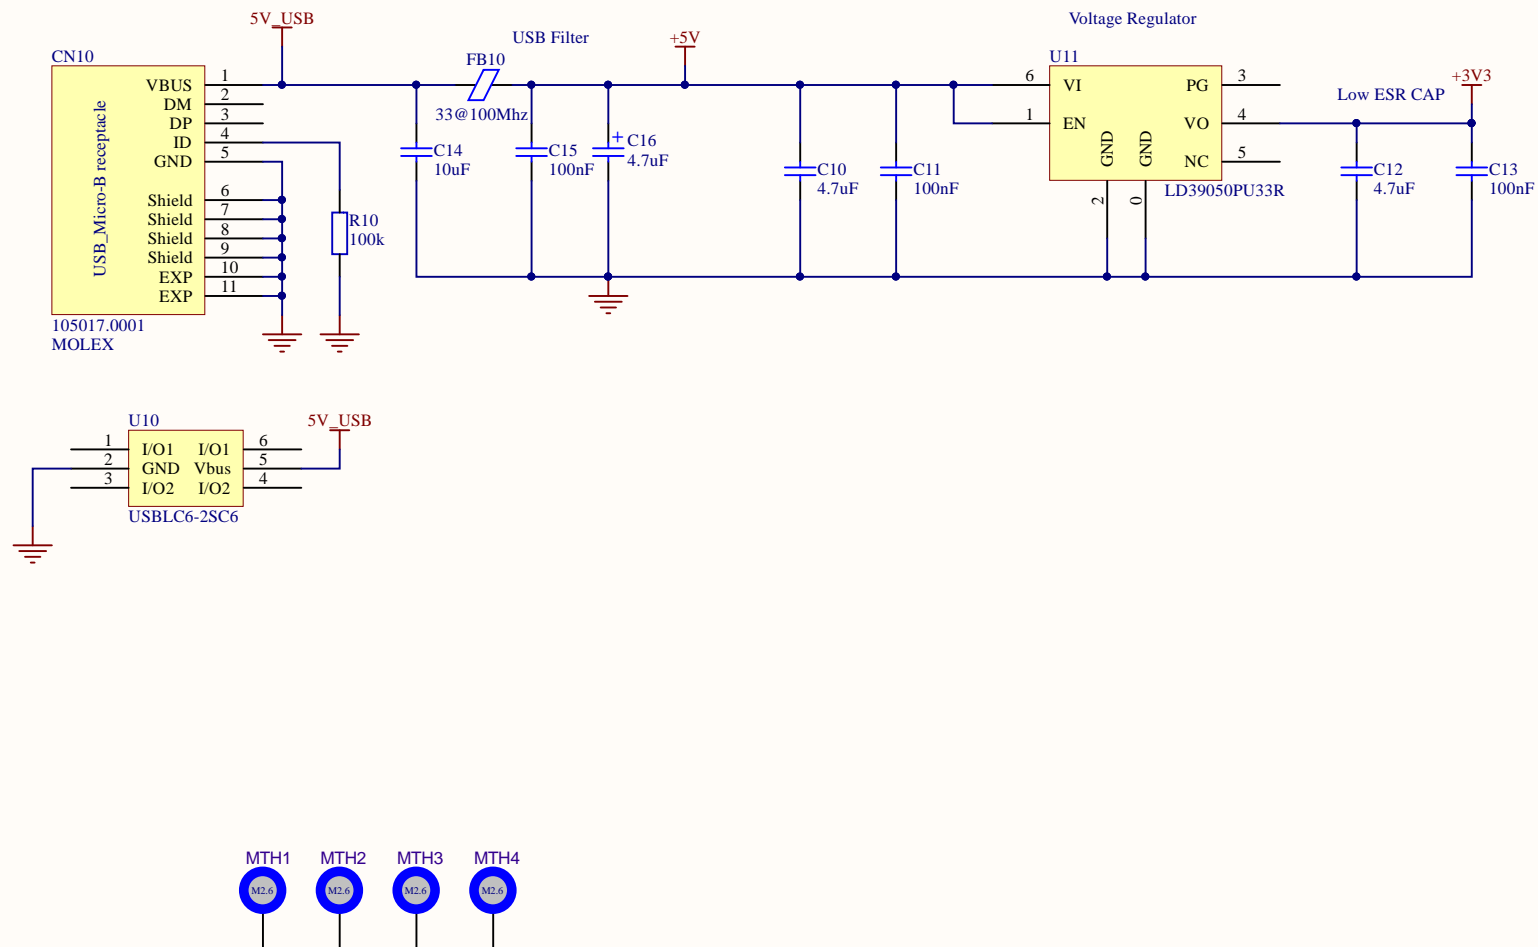 5V_USB
CN10
USB_Micro-B receptacle
VBUS 1
DM 2
DP 3
ID 4
GND 5
Shield 6
Shield 7
Shield 8
Shield 9
EXP 10
EXP 11
105017.0001
MOLEX
R10
100k
USB Filter
FB10
33@100Mhz
C14
10uF
C15
100nF
+ C16
4.7uF
+5V
C10
4.7uF
C11
100nF
Voltage Regulator
U11
6 VI PG 3
1 EN VO 4
GND GND NC 5
2 0
LD39050PU33R
Low ESR CAP
+3V3
C12
4.7uF
C13
100nF
U10
5V_USB
1 I/O1 I/O1 6
2 GND Vbus 5
3 I/O2 I/O2 4
USBLC6-2SC6
MTH1 MTH2 MTH3 MTH4
M2.6 M2.6 M2.6 M2.6